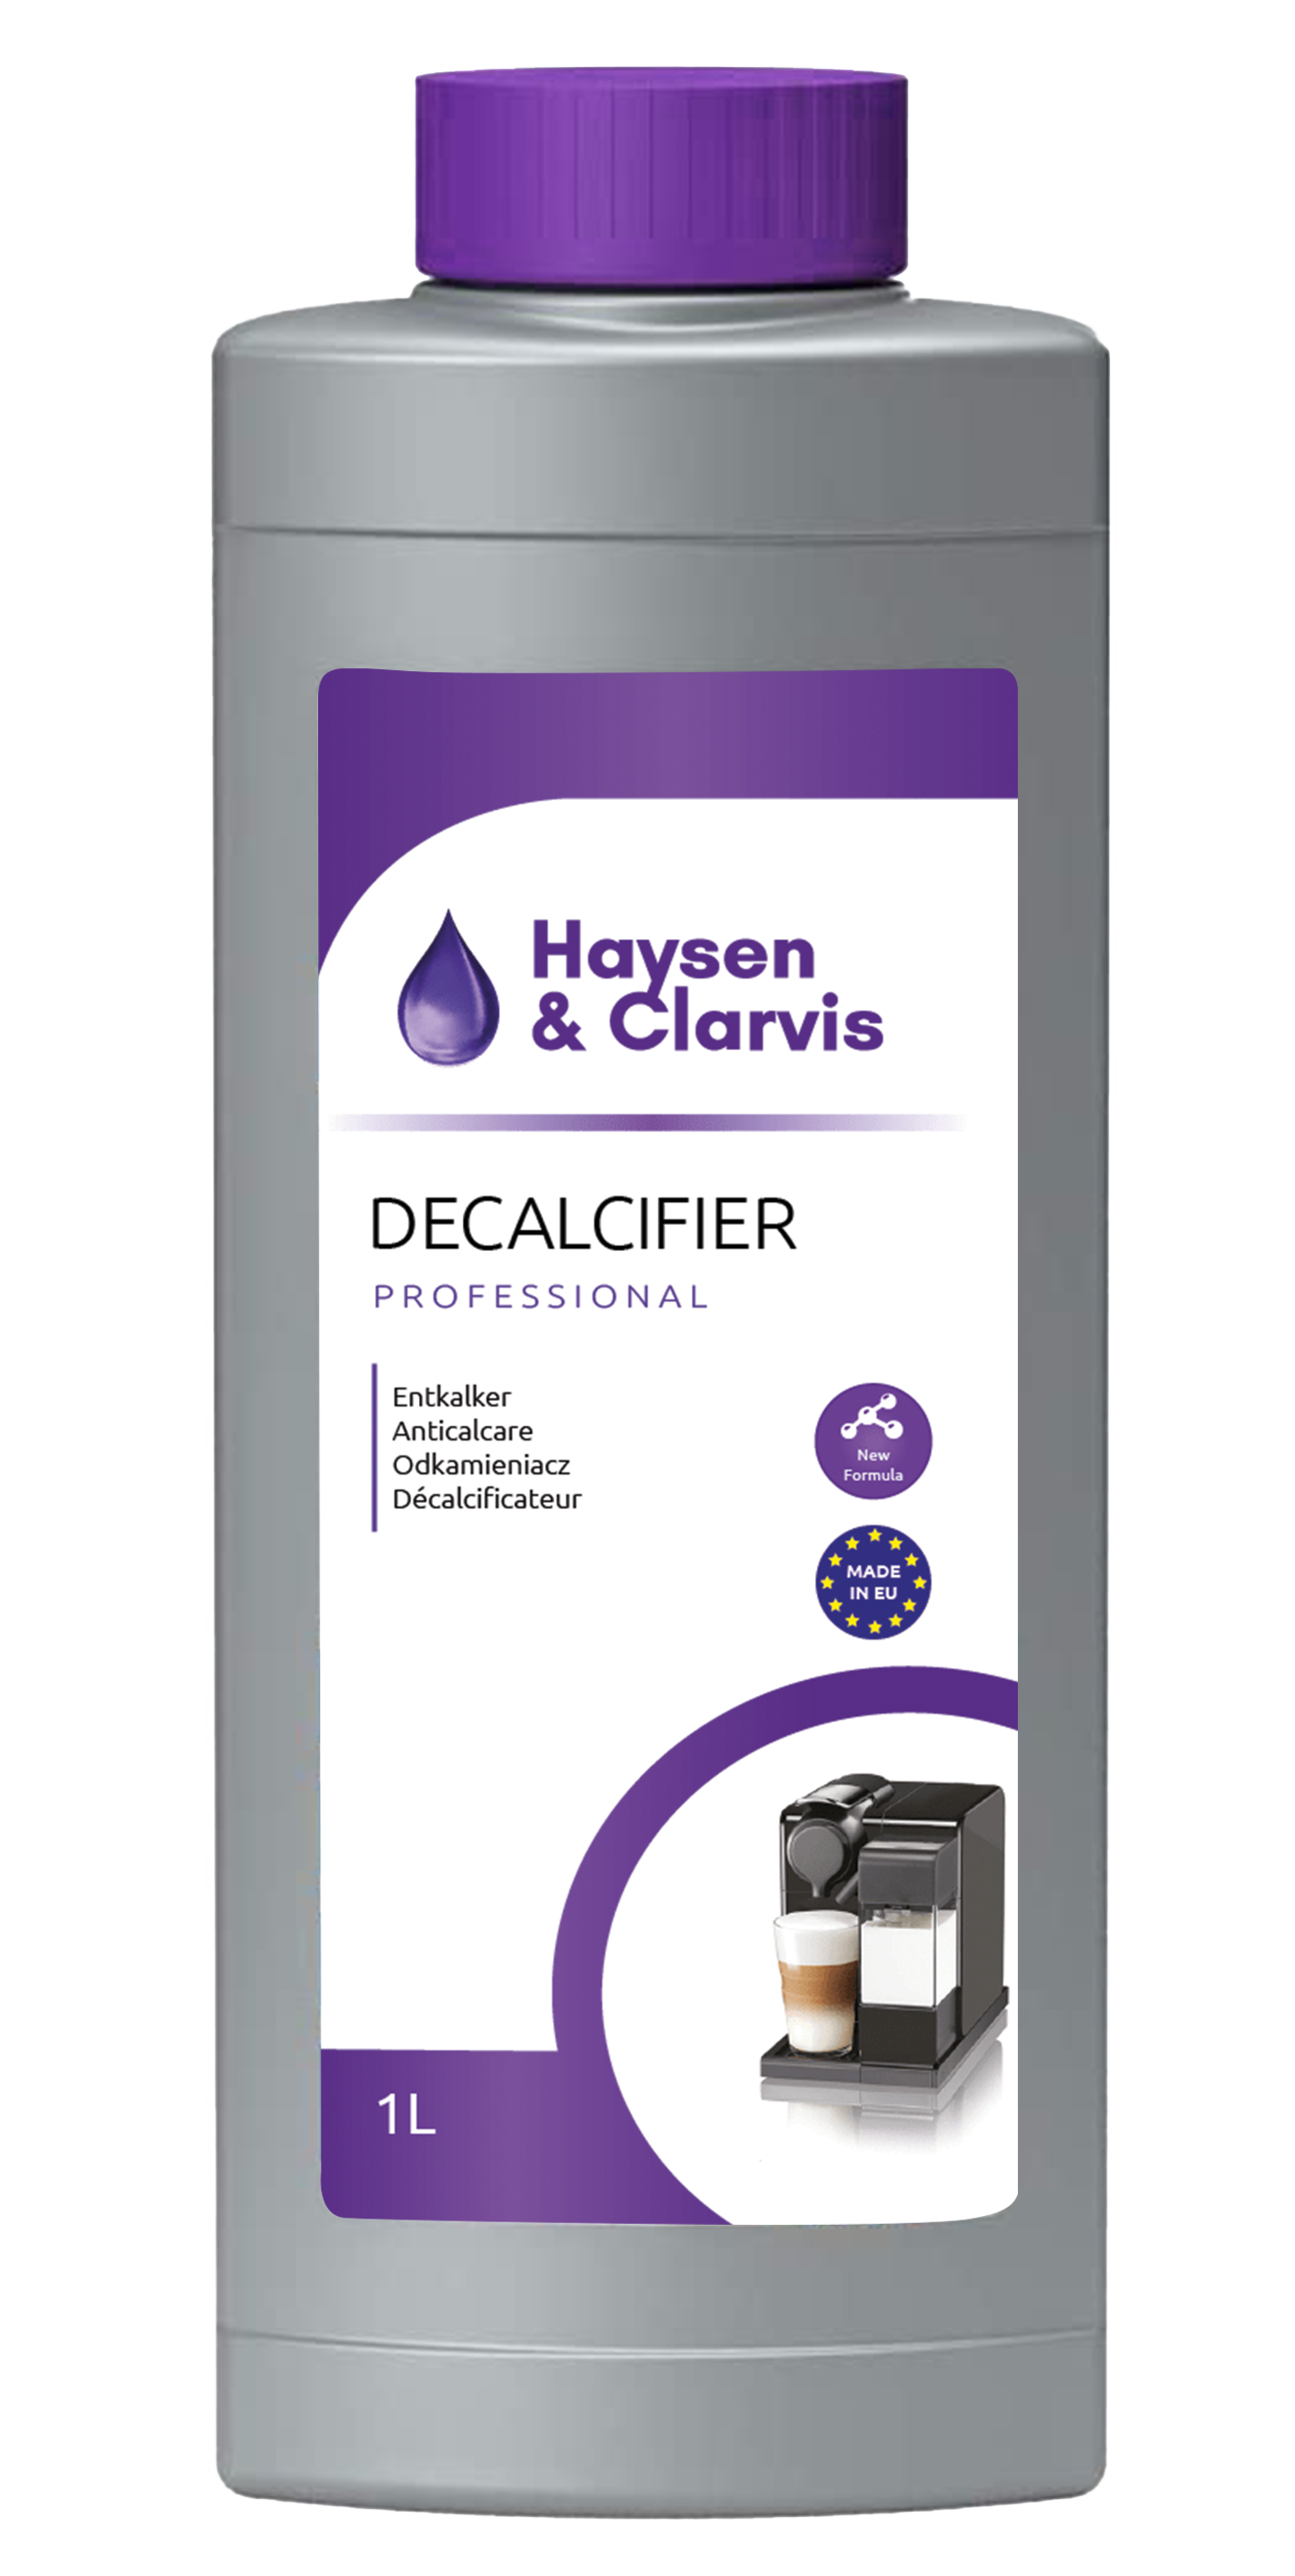 Haysen
& Clarvis
DECALCIFIER
PROFESSIONAL
Entkalker
Anticalcare
Odkamieniacz
Décalcificateur
New
Formula
MADE
IN EU
1L